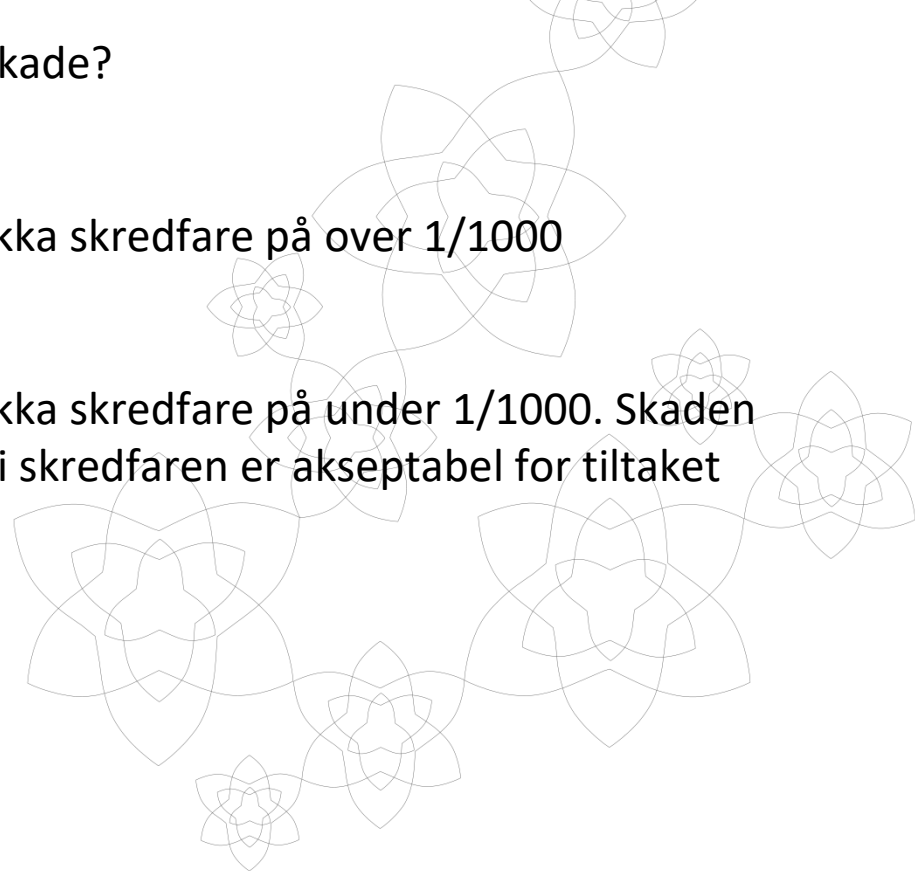 kade?
kka skredfare på over 1/1000
kka skredfare på under 1/1000. Skaden
i skredfaren er akseptabel for tiltaket